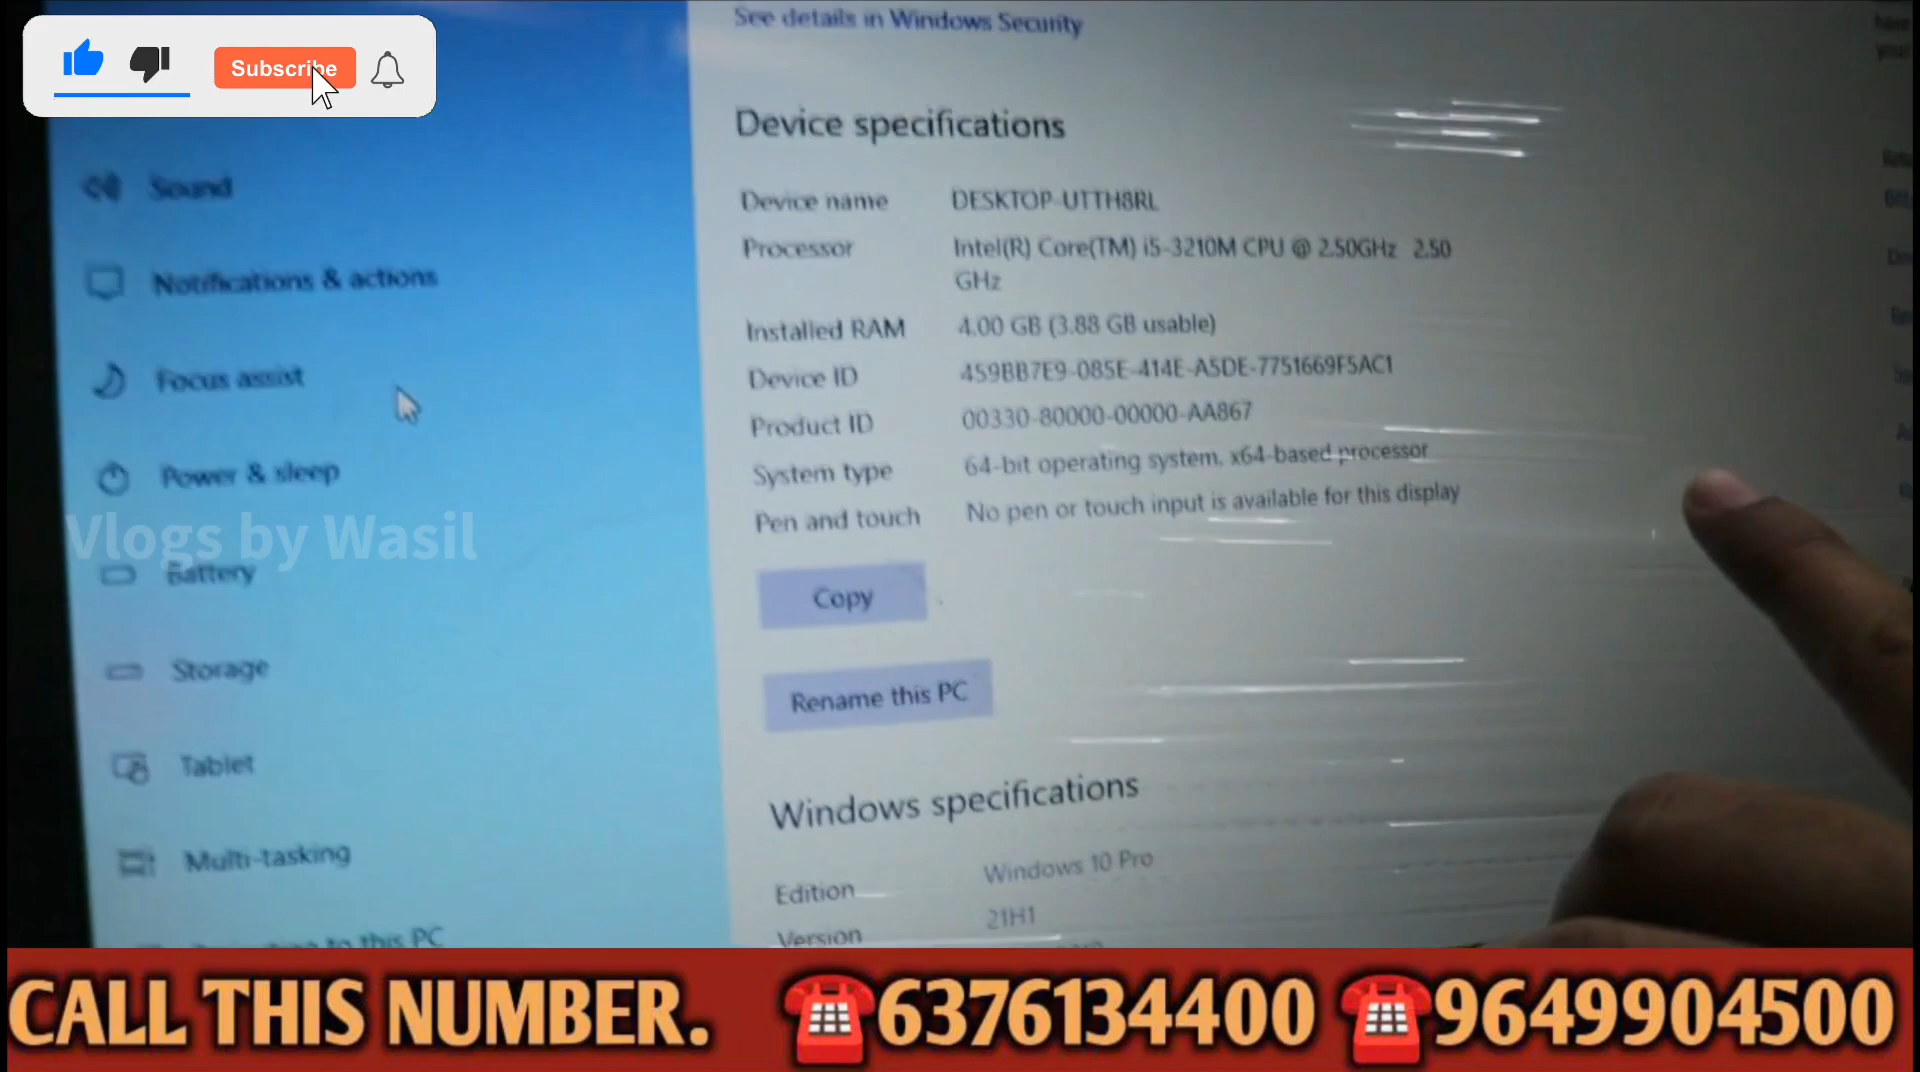 See details in Windows Security
Subscribe
Device specifications
Sound
Device name DESKTOP-UTTH8RL
Processor Intel(R) Core(TM) i5-3210M CPU @ 2.50GHz 2.50
GHz
Notifications & actions
Installed RAM 4.00 GB (3.88 GB usable)
Focus assist
Device ID 459BB7E9-085E-414E-A5DE-7751669F5AC1
Product ID 00330-80000-00000-AA867
Power & sleep
System type 64-bit operating system, x64-based processor
Pen and touch No pen or touch input is available for this display
Vlogs by Wasil
Battery
Copy
Storage
Rename this PC
Tablet
Windows specifications
Multi-tasking
Edition Windows 10 Pro
Version 21H1
to this PC
CALL THIS NUMBER. ☎6376134400 ☎9649904500